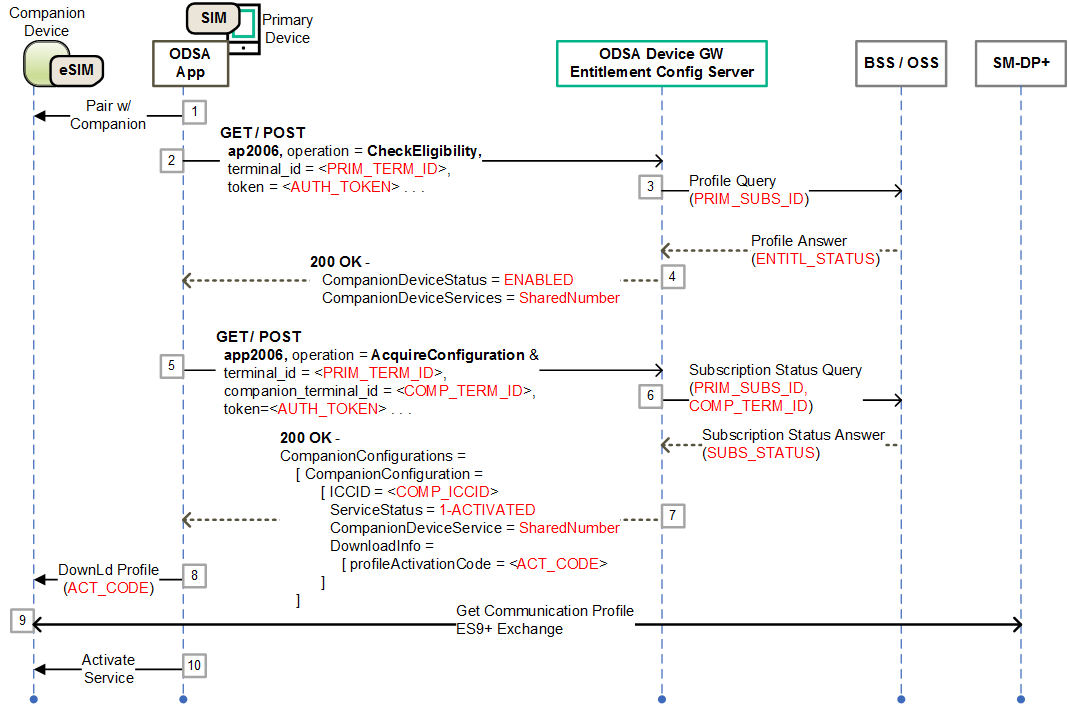 Companion
Device
eSIM
SIM
Primary
Device
ODSA
App
ODSA Device GW
Entitlement Config Server
BSS / OSS
SM-DP+
1
Pair w/
Companion
2
GET / POST
ap2006, operation = CheckEligibility,
terminal_id = <PRIM_TERM_ID>,
token = <AUTH_TOKEN> . . .
3
Profile Query
(PRIM_SUBS_ID)
Profile Answer
(ENTITL_STATUS)
4
200 OK -
CompanionDeviceStatus = ENABLED
CompanionDeviceServices = SharedNumber
5
GET / POST
app2006, operation = AcquireConfiguration &
terminal_id = <PRIM_TERM_ID>,
companion_terminal_id = <COMP_TERM_ID>,
token=<AUTH_TOKEN> . . .
6
Subscription Status Query
(PRIM_SUBS_ID,
COMP_TERM_ID)
Subscription Status Answer
(SUBS_STATUS)
7
200 OK -
CompanionConfigurations =
[ CompanionConfiguration =
[ ICCID = <COMP_ICCID>
ServiceStatus = 1-ACTIVATED
CompanionDeviceService = SharedNumber
DownloadInfo =
[ profileActivationCode = <ACT_CODE>
]
]
8
DownLd Profile
(ACT_CODE)
9
Get Communication Profile
ES9+ Exchange
10
Activate
Service